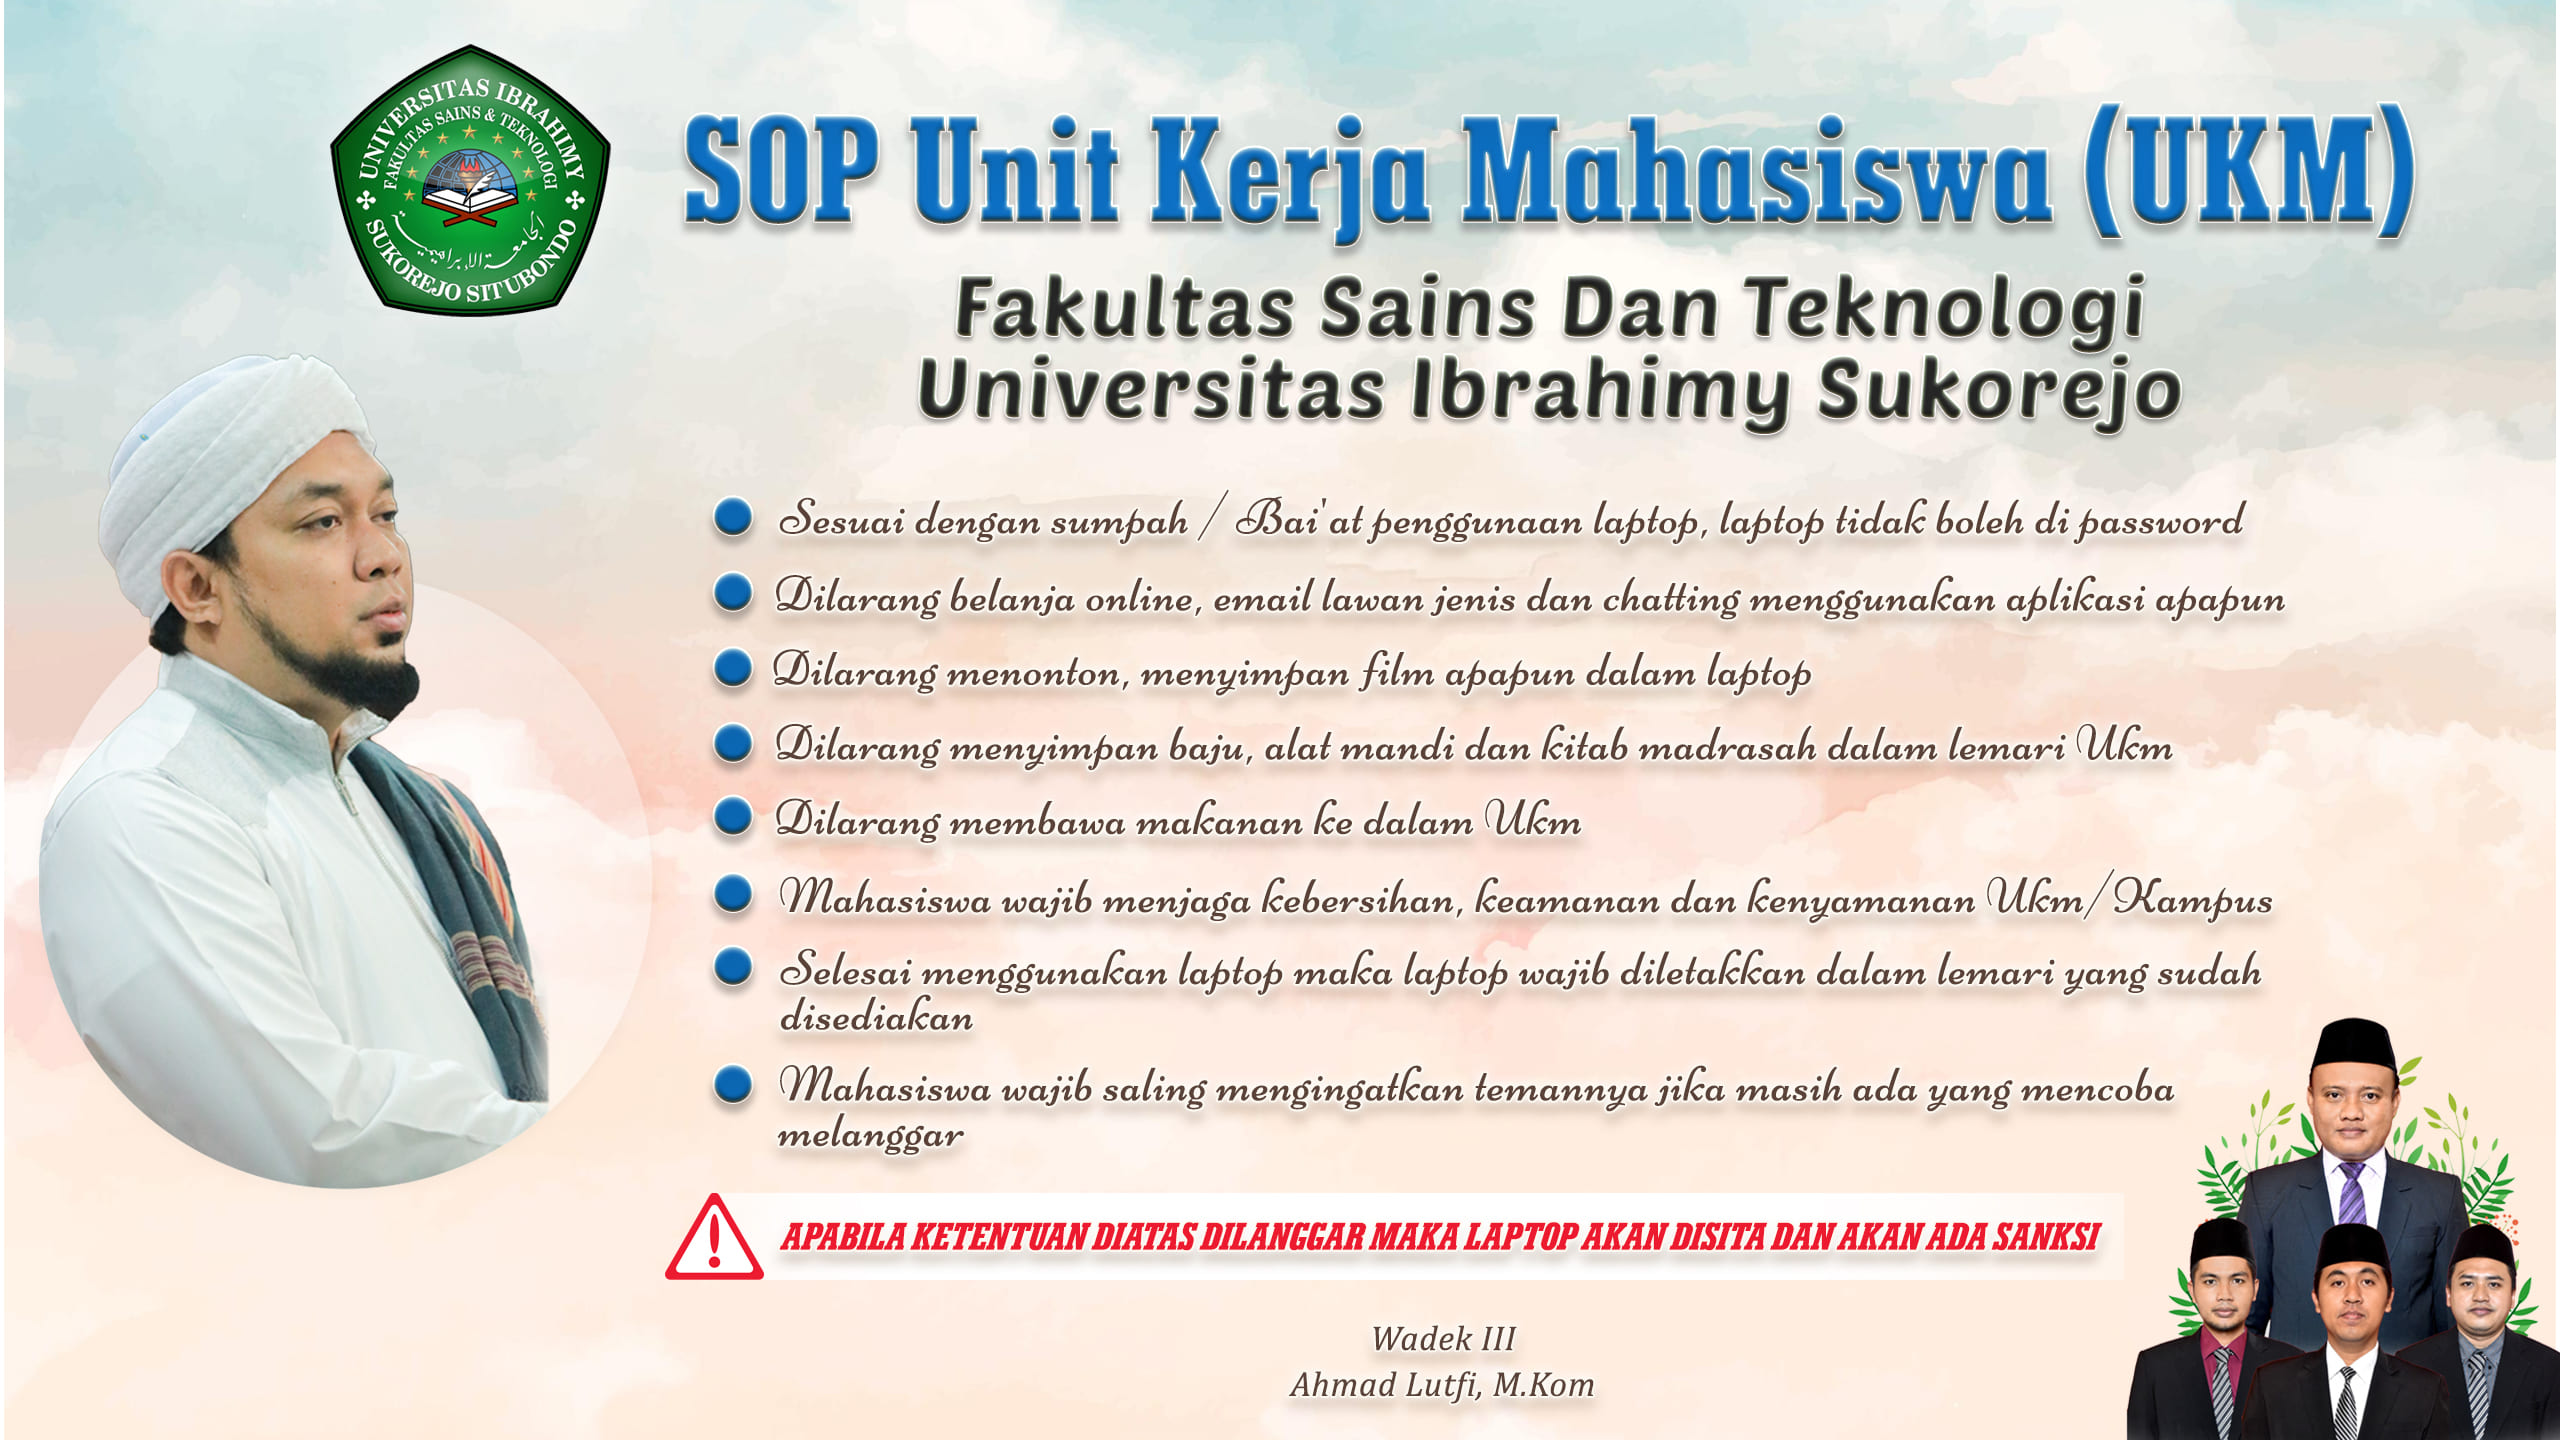 UNIVERSITAS IBRAHIMY
FAKULTAS SAINS & TEKNOLOGI
الجامعة الإبراهيمية
SUKOREJO SITUBONDO
SOP Unit Kerja Mahasiswa (UKM)
Fakultas Sains Dan Teknologi
Universitas Ibrahimy Sukorejo
Sesuai dengan sumpah / Bai'at penggunaan laptop, laptop tidak boleh di password
Dilarang belanja online, email lawan jenis dan chatting menggunakan aplikasi apapun
Dilarang menonton, menyimpan film apapun dalam laptop
Dilarang menyimpan baju, alat mandi dan kitab madrasah dalam lemari Ukm
Dilarang membawa makanan ke dalam Ukm
Mahasiswa wajib menjaga kebersihan, keamanan dan kenyamanan Ukm/Kampus
Selesai menggunakan laptop maka laptop wajib diletakkan dalam lemari yang sudah
disediakan
Mahasiswa wajib saling mengingatkan temannya jika masih ada yang mencoba
melanggar
APABILA KETENTUAN DIATAS DILANGGAR MAKA LAPTOP AKAN DISITA DAN AKAN ADA SANKSI
Wadek III
Ahmad Lutfi, M.Kom